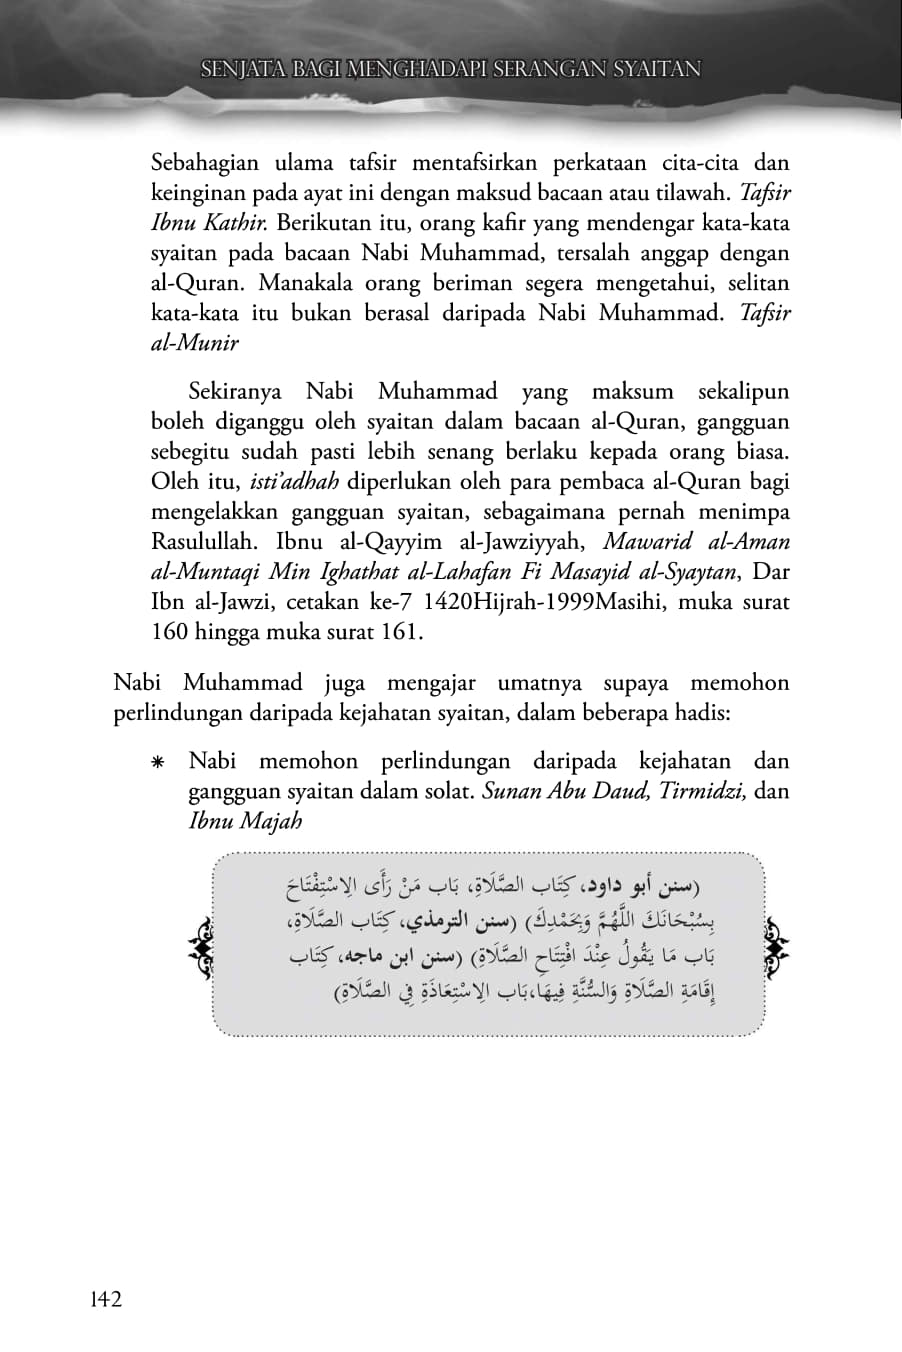 SENJATA BAGI MENGHADAPI SERANGAN SYAITAN
Sebahagian ulama tafsir mentafsirkan perkataan cita-cita dan
keinginan pada ayat ini dengan maksud bacaan atau tilawah. Tafsir
Ibnu Kathir. Berikutan itu, orang kafir yang mendengar kata-kata
syaitan pada bacaan Nabi Muhammad, tersalah anggap dengan
al-Quran. Manakala orang beriman segera mengetahui, selitan
kata-kata itu bukan berasal daripada Nabi Muhammad. Tafsir
al-Munir
Sekiranya Nabi Muhammad yang maksum sekalipun
boleh diganggu oleh syaitan dalam bacaan al-Quran, gangguan
sebegitu sudah pasti lebih senang berlaku kepada orang biasa.
Oleh itu, isti’adhah diperlukan oleh para pembaca al-Quran bagi
mengelakkan gangguan syaitan, sebagaimana pernah menimpa
Rasulullah. Ibnu al-Qayyim al-Jawziyyah, Mawarid al-Aman
al-Muntaqi Min Ighathat al-Lahafan Fi Masayid al-Syaytan, Dar
Ibn al-Jawzi, cetakan ke-7 1420Hijrah-1999Masihi, muka surat
160 hingga muka surat 161.
Nabi Muhammad juga mengajar umatnya supaya memohon
perlindungan daripada kejahatan syaitan, dalam beberapa hadis:
* Nabi memohon perlindungan daripada kejahatan dan
gangguan syaitan dalam solat. Sunan Abu Daud, Tirmidzi, dan
Ibnu Majah
(سنن أبو داود، كِتَاب الصَّلَاةِ، بَاب مَنْ رَأَى الِاسْتِفْتَاحَ
بِسُبْحَانَكَ اللَّهُمَّ وَبِحَمْدِكَ) (سنن الترمذي، كِتَاب الصَّلَاةِ،
بَاب مَا يَقُولُ عِنْدَ افْتِتَاحِ الصَّلَاةِ) (سنن ابن ماجه، كِتَاب
إِقَامَةِ الصَّلَاةِ وَالسُّنَّةِ فِيهَا،بَاب الِاسْتِعَاذَةِ فِي الصَّلَاةِ)
142